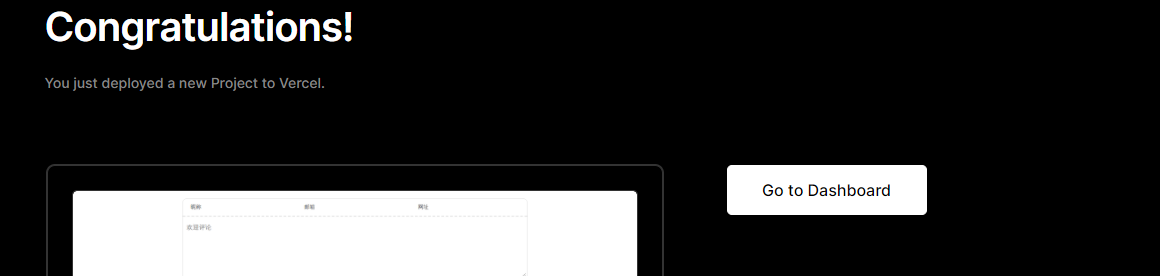 Congratulations!
You just deployed a new Project to Vercel.
Go to Dashboard
昵称 邮箱 网址
欢迎评论